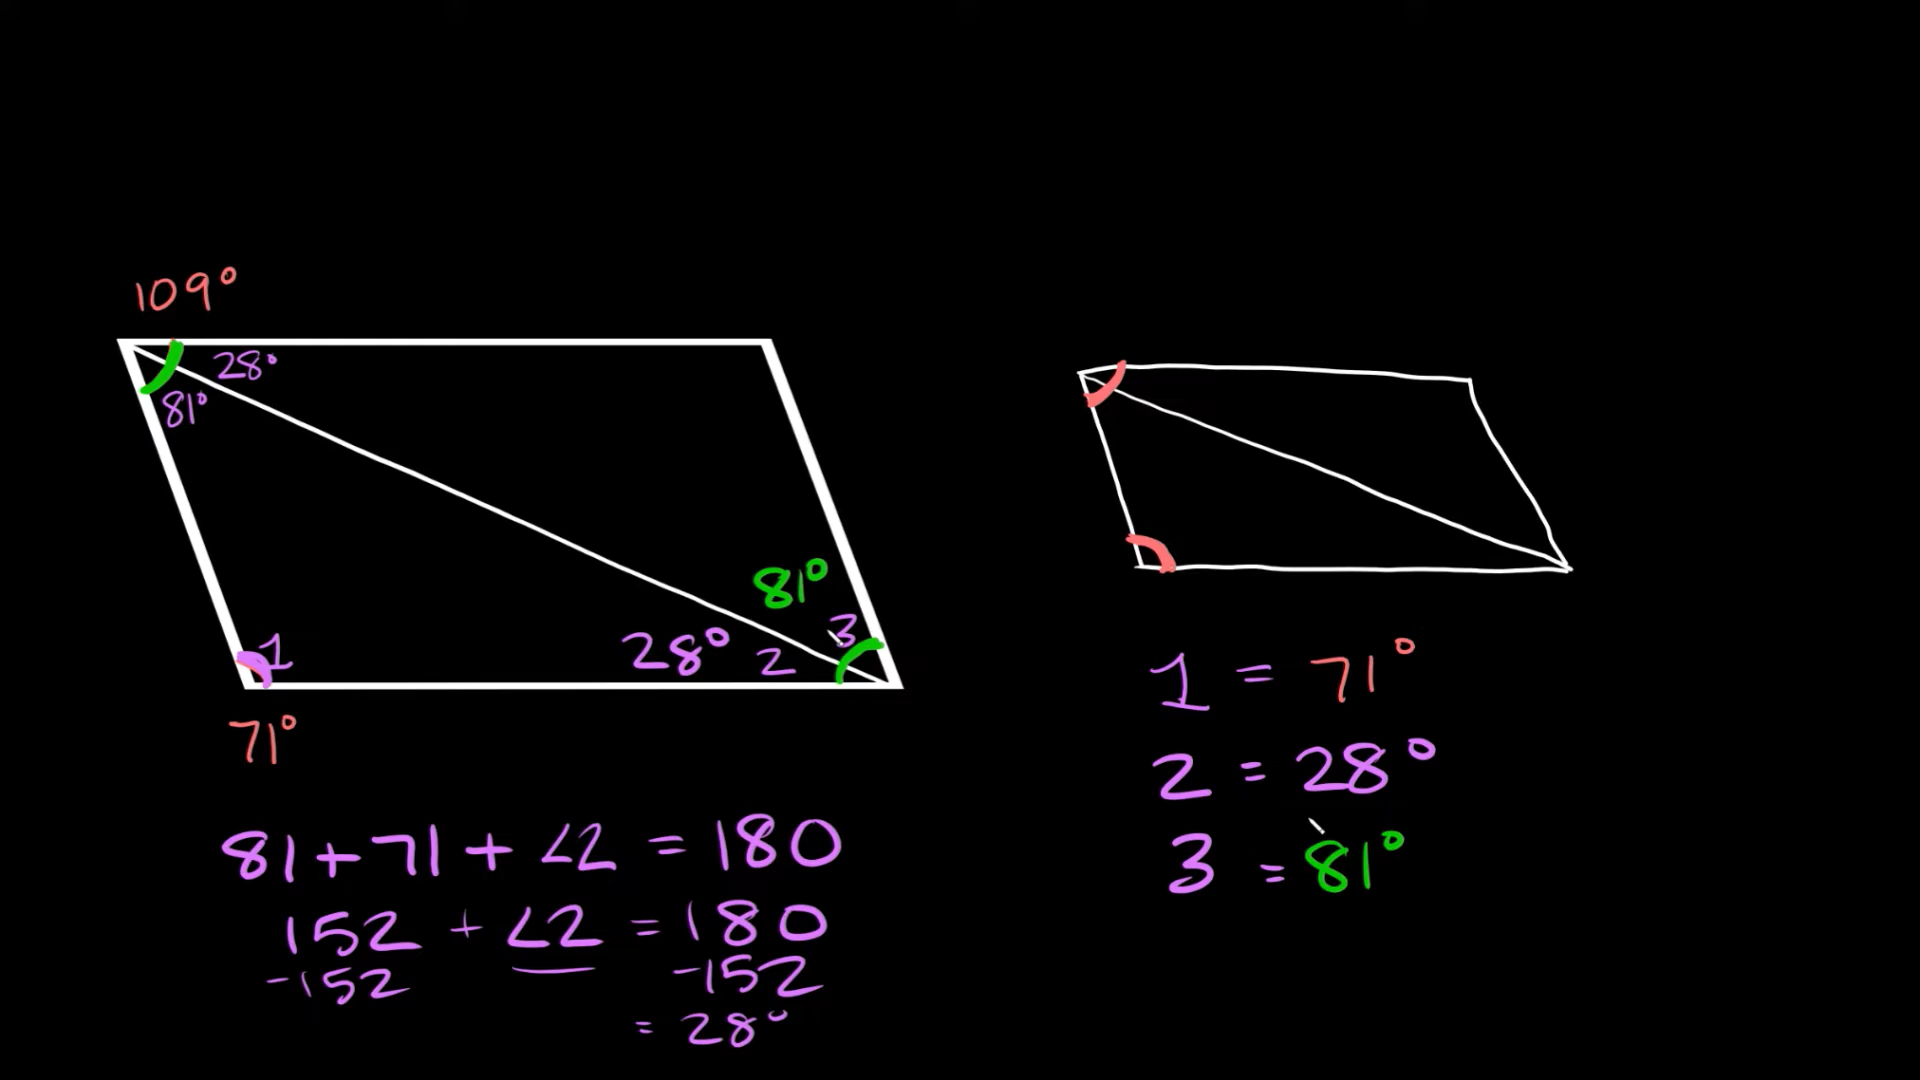 109°
28°
81°
81°
3
1
28°
2
71°
1 = 71°
2 = 28°
3 = 81°
81 + 71 + ∠2 = 180
152 + ∠2 = 180
-152 -152
= 28°